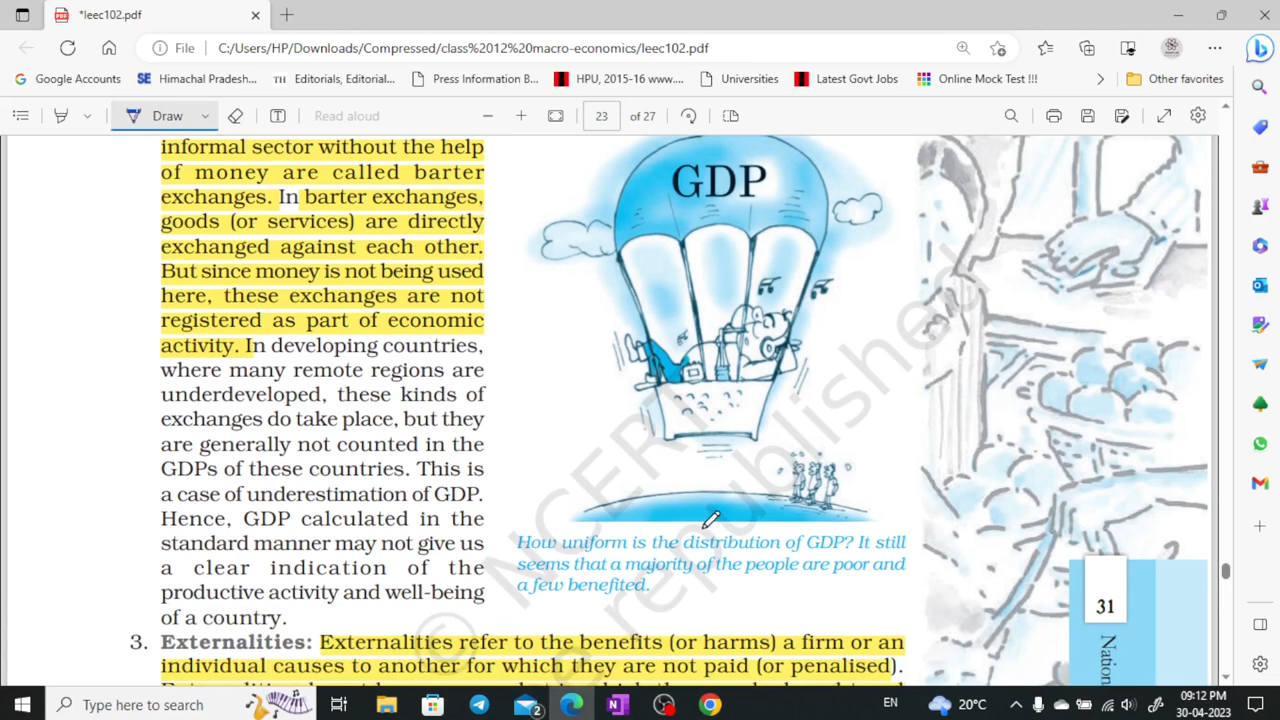 *leec102.pdf
File
C:/Users/HP/Downloads/Compressed/class%2012%20macro-economics/leec102.pdf
Google Accounts
SE Himachal Pradesh...
TH Editorials, Editorial...
Press Information B...
HPU, 2015-16 www....
Universities
Latest Govt Jobs
Online Mock Test !!!
Other favorites
Draw
Read aloud
23 of 27
informal sector without the help
of money are called barter
exchanges. In barter exchanges,
goods (or services) are directly
exchanged against each other.
But since money is not being used
here, these exchanges are not
registered as part of economic
activity. In developing countries,
where many remote regions are
underdeveloped, these kinds of
exchanges do take place, but they
are generally not counted in the
GDPs of these countries. This is
a case of underestimation of GDP.
Hence, GDP calculated in the
standard manner may not give us
a clear indication of the
productive activity and well-being
of a country.
GDP
How uniform is the distribution of GDP? It still
seems that a majority of the people are poor and
a few benefited.
3. Externalities: Externalities refer to the benefits (or harms) a firm or an
individual causes to another for which they are not paid (or penalised).
© NCERT
republished
31
Nation
Type here to search
2
EN
20°C
09:12 PM
30-04-2023